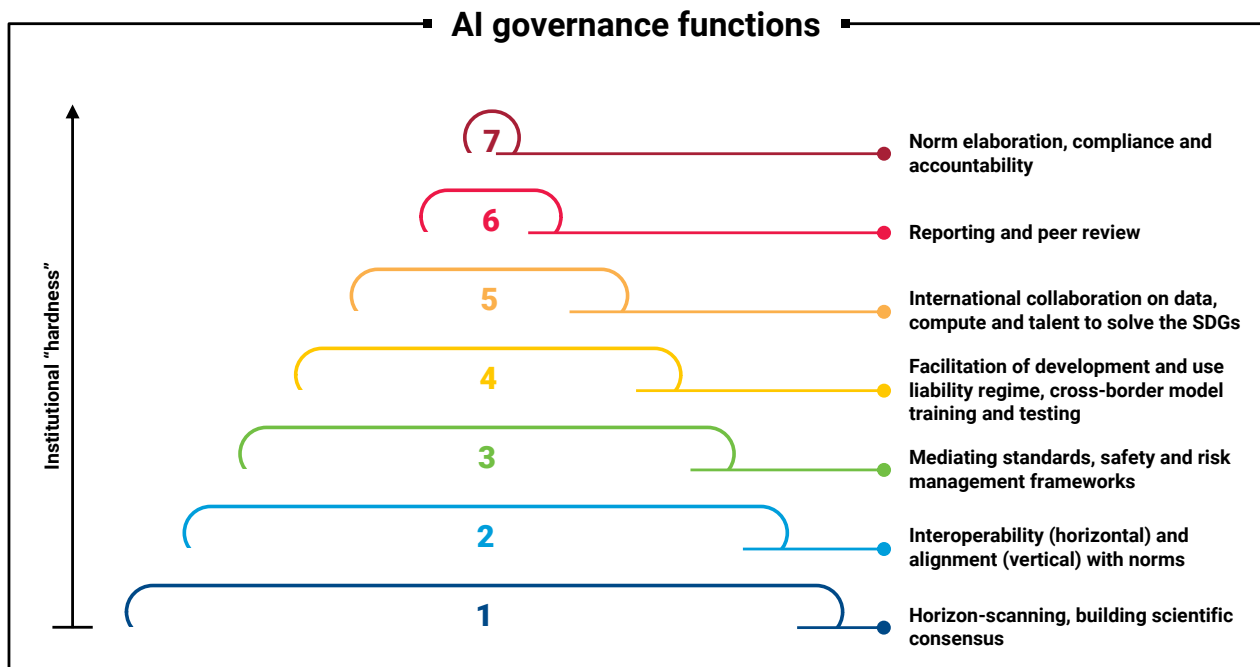 AI governance functions
Institutional “hardness”
7
Norm elaboration, compliance and
accountability
6
Reporting and peer review
5
International collaboration on data,
compute and talent to solve the SDGs
4
Facilitation of development and use
liability regime, cross-border model
training and testing
3
Mediating standards, safety and risk
management frameworks
2
Interoperability (horizontal) and
alignment (vertical) with norms
1
Horizon-scanning, building scientific
consensus